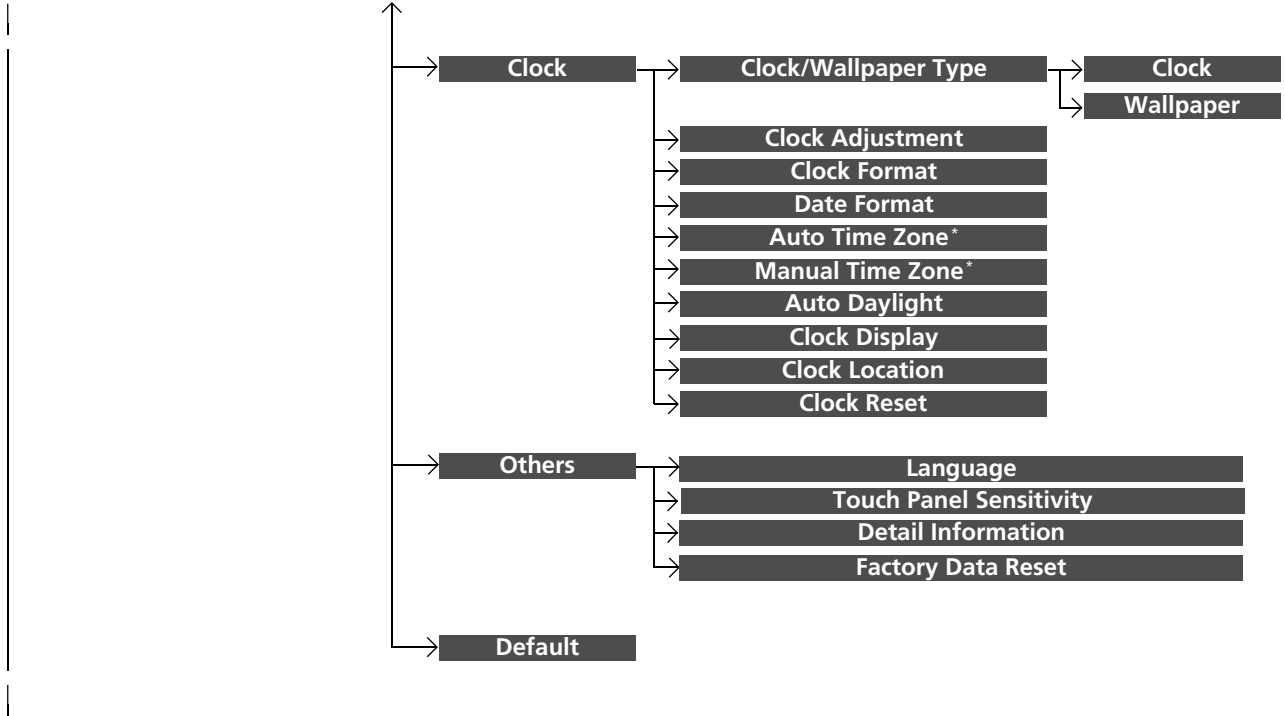 Clock
Clock/Wallpaper Type
Clock
Wallpaper
Clock Adjustment
Clock Format
Date Format
Auto Time Zone*
Manual Time Zone*
Auto Daylight
Clock Display
Clock Location
Clock Reset
Others
Language
Touch Panel Sensitivity
Detail Information
Factory Data Reset
Default